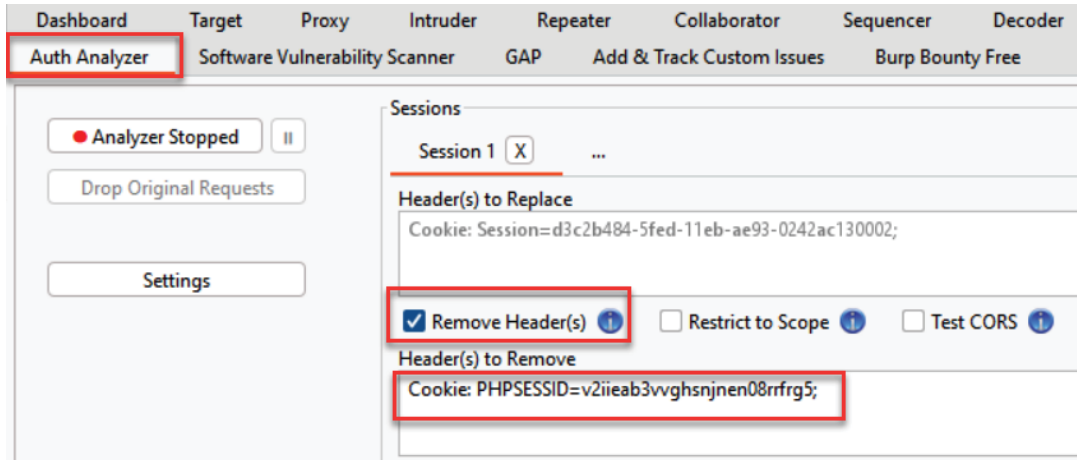 Dashboard Target Proxy Intruder Repeater Collaborator Sequencer Decoder
Auth Analyzer Software Vulnerability Scanner GAP Add & Track Custom Issues Burp Bounty Free
Analyzer Stopped
Drop Original Requests
Settings
Sessions
Session 1 X ...
Header(s) to Replace
Cookie: Session=d3c2b484-5fed-11eb-ae93-0242ac130002;
Remove Header(s) Restrict to Scope Test CORS
Header(s) to Remove
Cookie: PHPSESSID=v2iieab3vvghsnjnen08rrfrg5;